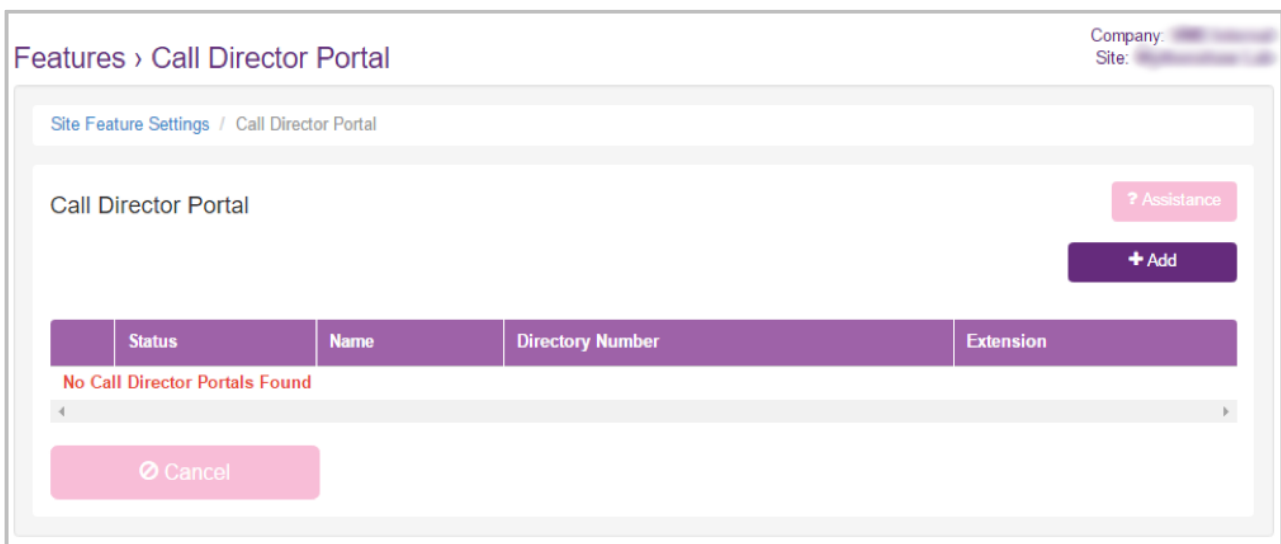 Features › Call Director Portal
Company:
Site:
Site Feature Settings / Call Director Portal
Call Director Portal
? Assistance
+ Add
Status Name Directory Number Extension
No Call Director Portals Found
Cancel